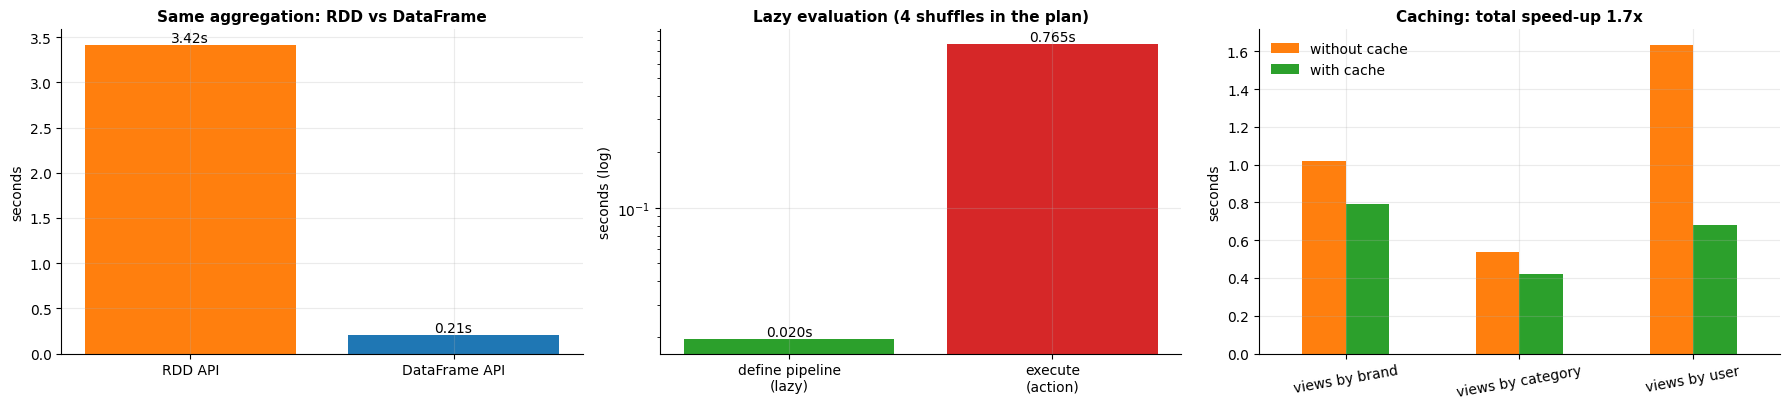 Same aggregation: RDD vs DataFrame
3.5
3.0
2.5
2.0
1.5
1.0
0.5
0.0
seconds
3.42s
0.21s
RDD API
DataFrame API
Lazy evaluation (4 shuffles in the plan)
10⁻¹
seconds (log)
0.020s
0.765s
define pipeline
(lazy)
execute
(action)
Caching: total speed-up 1.7x
without cache
with cache
1.6
1.4
1.2
1.0
0.8
0.6
0.4
0.2
0.0
seconds
views by brand
views by category
views by user